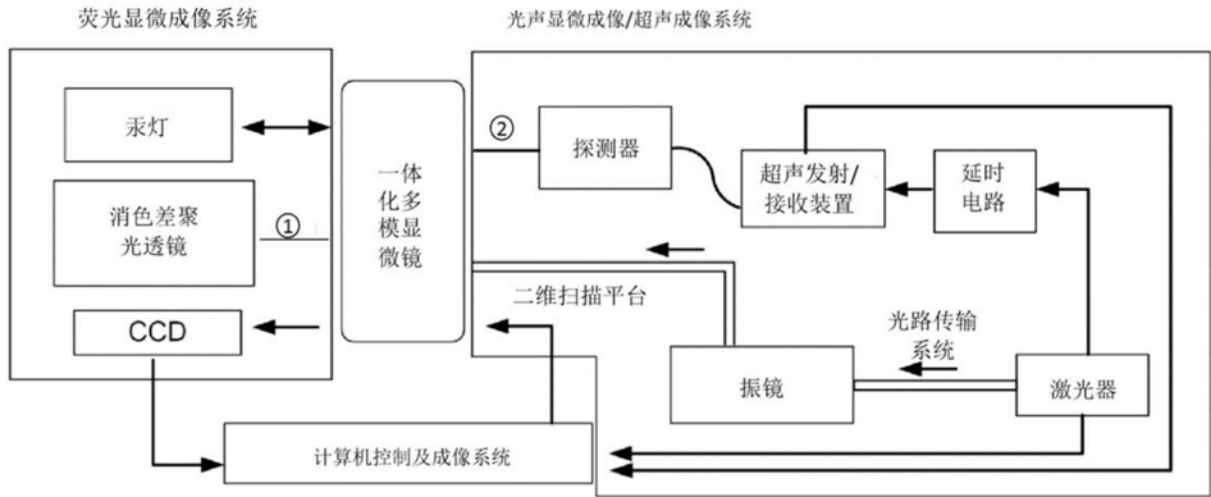 荧光显微成像系统
光声显微成像/超声成像系统
汞灯
消色差聚
光透镜
①
CCD
一体
化多
模显
微镜
②
探测器
超声发射/
接收装置
延时
电路
二维扫描平台
光路传输
系统
振镜
激光器
计算机控制及成像系统